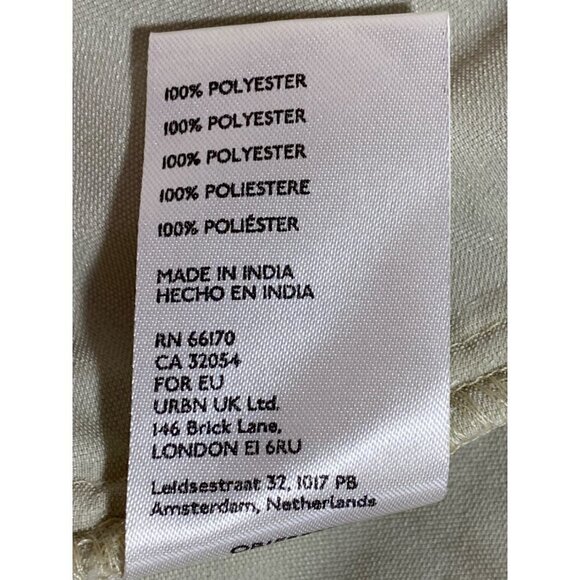 100% POLYESTER
100% POLYESTER
100% POLYESTER
100% POLIESTERE
100% POLIÉSTER
MADE IN INDIA
HECHO EN INDIA
RN 66170
CA 32054
FOR EU
URBN UK Ltd.
146 Brick Lane,
LONDON E1 6RU
Leidsestraat 32, 1017 PB
Amsterdam, Netherlands